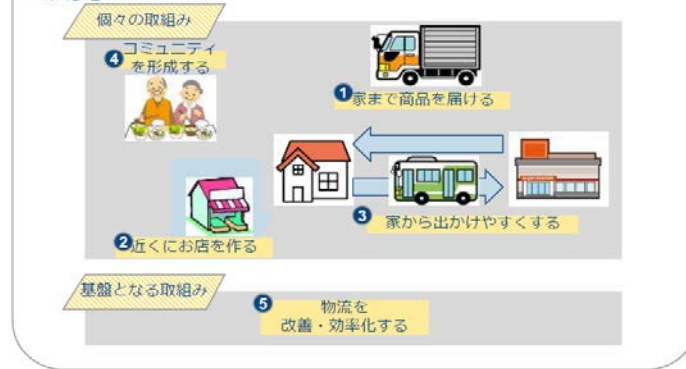 個々の取組み
❹コミュニティ
を形成する
❶家まで商品を届ける
❸ 家から出かけやすくする
❷近くにお店を作る
基盤となる取組み
❺ 物流を
改善・効率化する